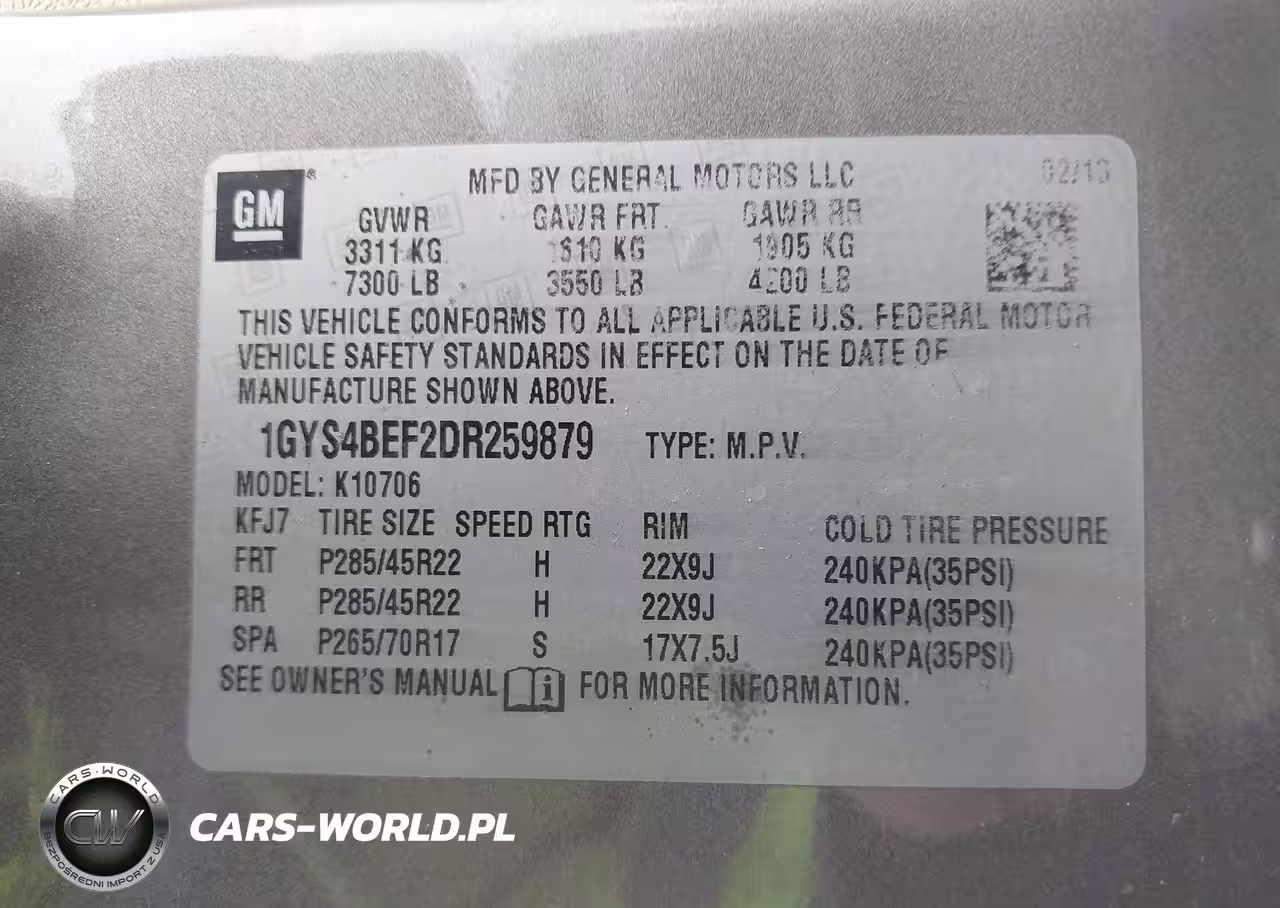 GM
MFD BY GENERAL MOTORS LLC 02/13
GVWR GAWR FRT. GAWR RR
3311 KG 1610 KG 1905 KG
7300 LB 3550 LB 4200 LB
THIS VEHICLE CONFORMS TO ALL APPLICABLE U.S. FEDERAL MOTOR
VEHICLE SAFETY STANDARDS IN EFFECT ON THE DATE OF
MANUFACTURE SHOWN ABOVE.
1GYS4BEF2DR259879 TYPE: M.P.V.
MODEL: K10706
KFJ7 TIRE SIZE SPEED RTG RIM COLD TIRE PRESSURE
FRT P285/45R22 H 22X9J 240KPA(35PSI)
RR P285/45R22 H 22X9J 240KPA(35PSI)
SPA P265/70R17 S 17X7.5J 240KPA(35PSI)
SEE OWNER'S MANUAL i FOR MORE INFORMATION.
CARS-WORLD
CW
BEZPOŚREDNI IMPORT Z USA
CARS-WORLD.PL